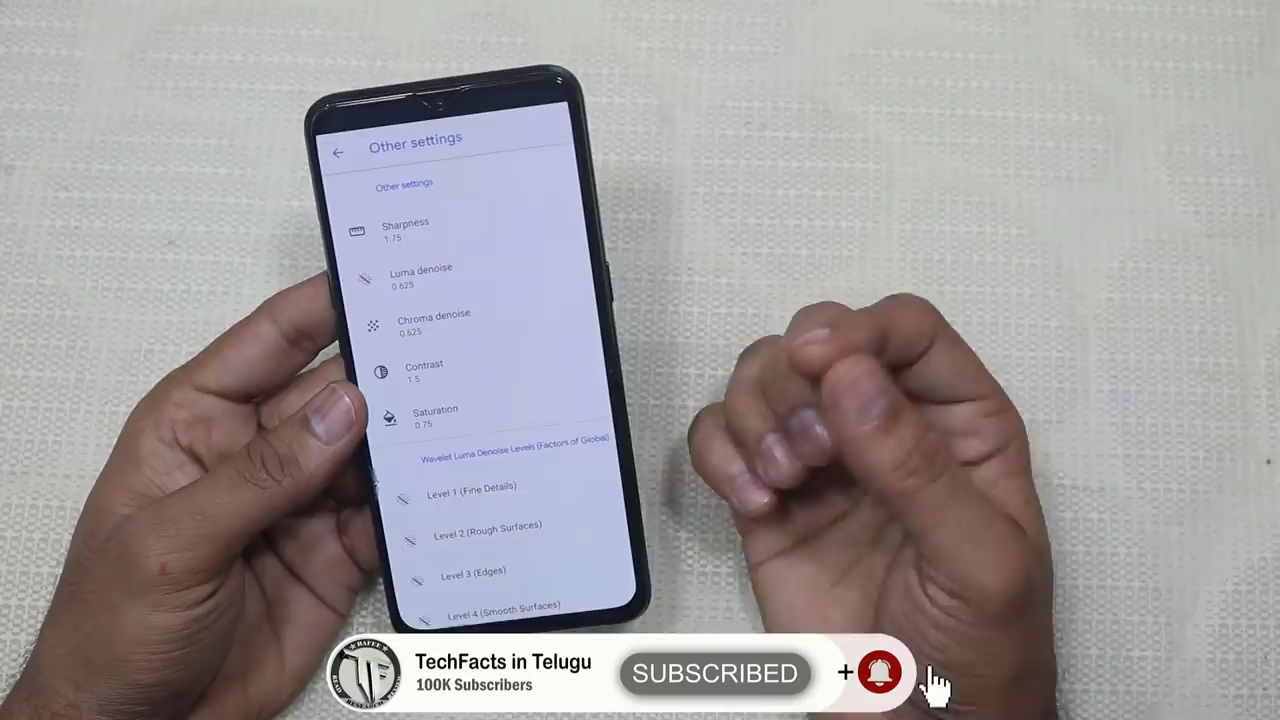 Other settings
Other settings
Sharpness
1.75
Luma denoise
0.625
Chroma denoise
0.625
Contrast
1.5
Saturation
0.75
Wavelet Luma Denoise Levels (Factors of Global)
Level 1 (Fine Details)
Level 2 (Rough Surfaces)
Level 3 (Edges)
Level 4 (Smooth Surfaces)
TechFacts in Telugu
100K Subscribers
SUBSCRIBED
+